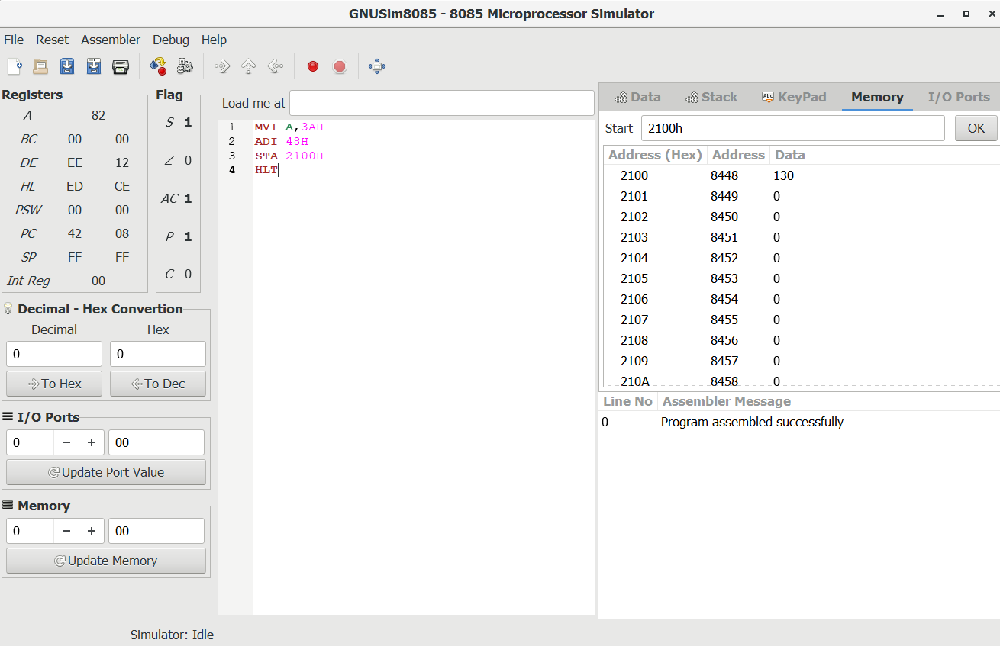 GNUSim8085 - 8085 Microprocessor Simulator
File Reset Assembler Debug Help
Registers
A 82
BC 00 00
DE EE 12
HL ED CE
PSW 00 00
PC 42 08
SP FF FF
Int-Reg 00
Flag
S 1
Z 0
AC 1
P 1
C 0
Decimal - Hex Convertion
Decimal Hex
0 0
To Hex To Dec
I/O Ports
0 − + 00
Update Port Value
Memory
0 − + 00
Update Memory
Load me at
1 MVI A,3AH
2 ADI 48H
3 STA 2100H
4 HLT
Data Stack Abc KeyPad Memory I/O Ports
Start 2100h OK
Address (Hex) Address Data
2100 8448 130
2101 8449 0
2102 8450 0
2103 8451 0
2104 8452 0
2105 8453 0
2106 8454 0
2107 8455 0
2108 8456 0
2109 8457 0
210A 8458 0
Line No Assembler Message
0 Program assembled successfully
Simulator: Idle